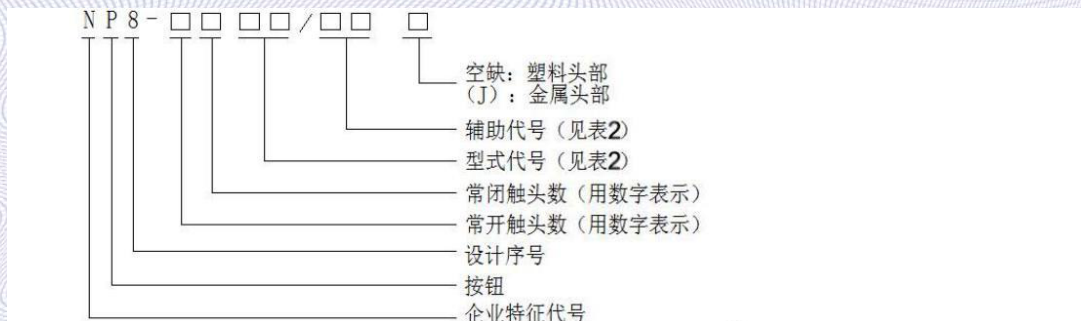 NP8-□□ □□/□□ □
空缺：塑料头部
（J）：金属头部
辅助代号（见表2）
型式代号（见表2）
常闭触头数（用数字表示）
常开触头数（用数字表示）
设计序号
按钮
企业特征代号